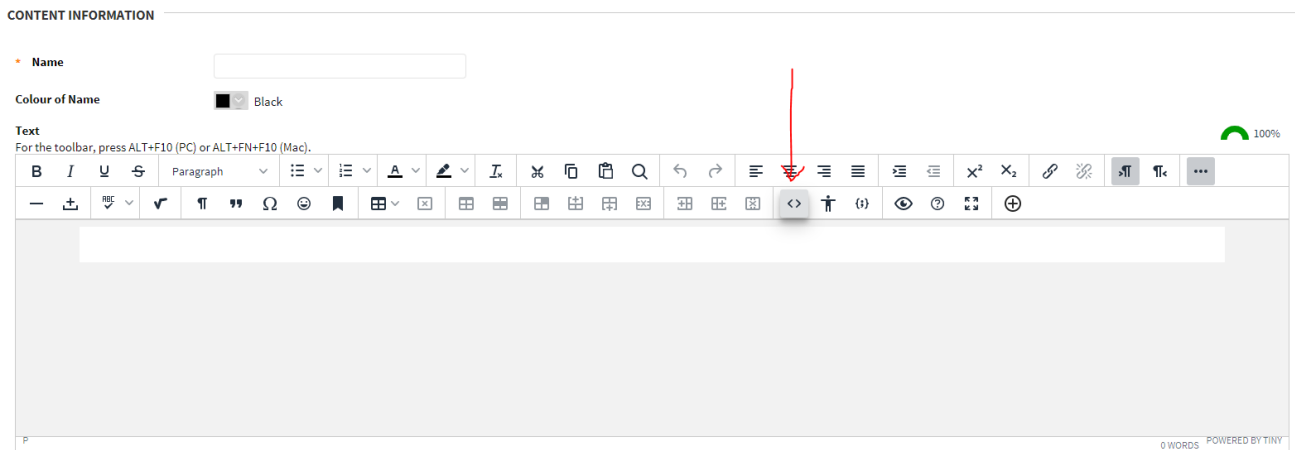 CONTENT INFORMATION
* Name
Colour of Name Black
Text
100%
For the toolbar, press ALT+F10 (PC) or ALT+FN+F10 (Mac).
B I U S Paragraph A I
ABC
P
0 WORDS POWERED BY TINY